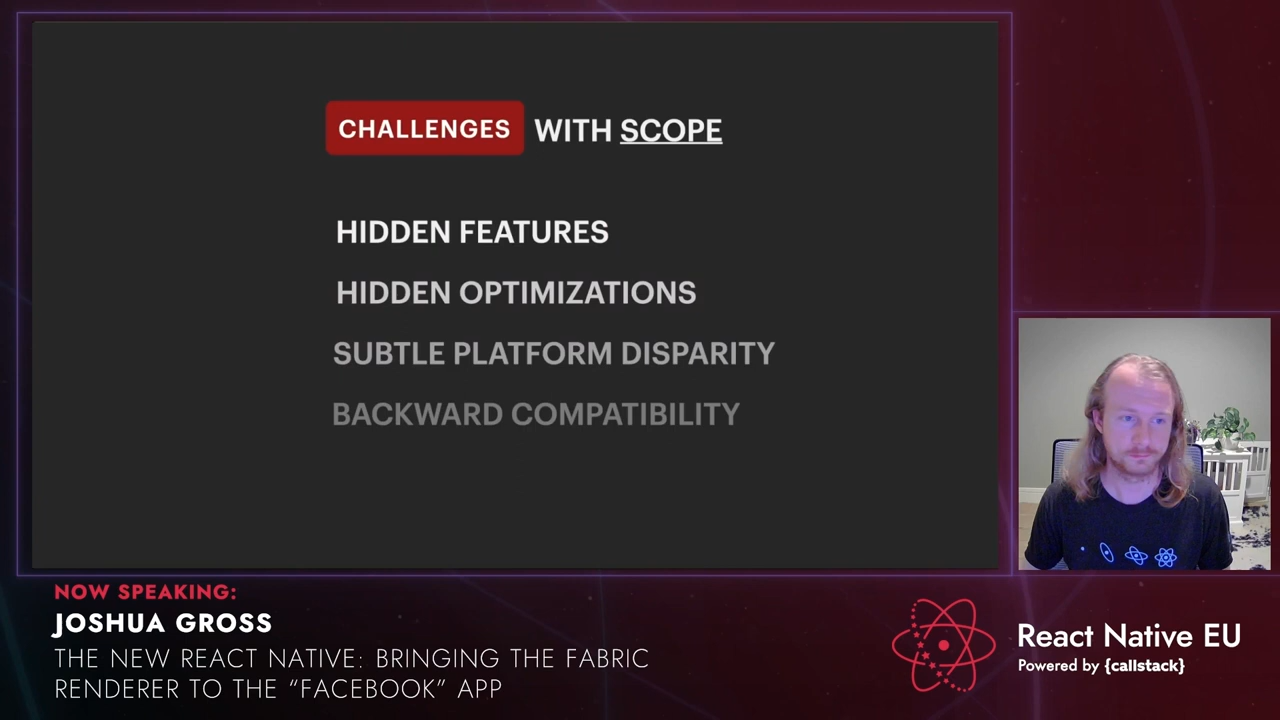 CHALLENGES WITH SCOPE
HIDDEN FEATURES
HIDDEN OPTIMIZATIONS
SUBTLE PLATFORM DISPARITY
BACKWARD COMPATIBILITY
NOW SPEAKING:
JOSHUA GROSS
THE NEW REACT NATIVE: BRINGING THE FABRIC
RENDERER TO THE “FACEBOOK” APP
React Native EU
Powered by {callstack}